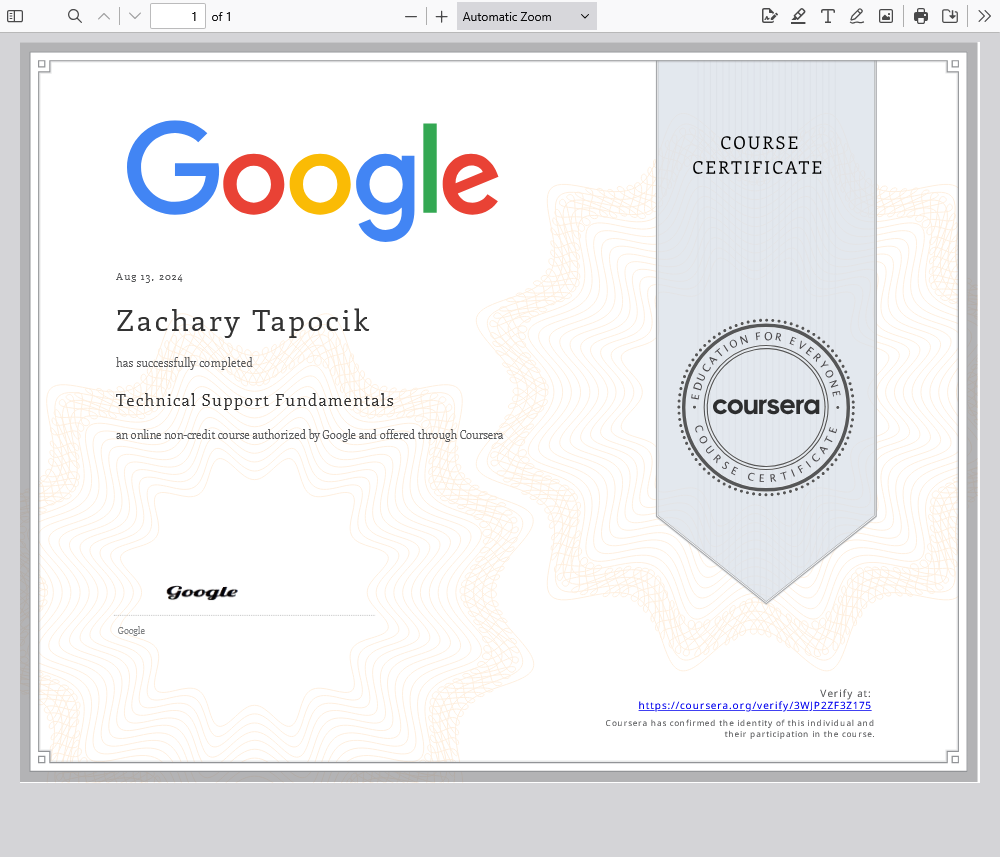 1 of 1 Automatic Zoom
Google
COURSE
CERTIFICATE
Aug 13, 2024
Zachary Tapocik
has successfully completed
Technical Support Fundamentals
an online non-credit course authorized by Google and offered through Coursera
EDUCATION FOR EVERYONE
coursera
COURSE CERTIFICATE
Google
Google
Verify at:
https://coursera.org/verify/3WJP2ZF3Z175
Coursera has confirmed the identity of this individual and
their participation in the course.